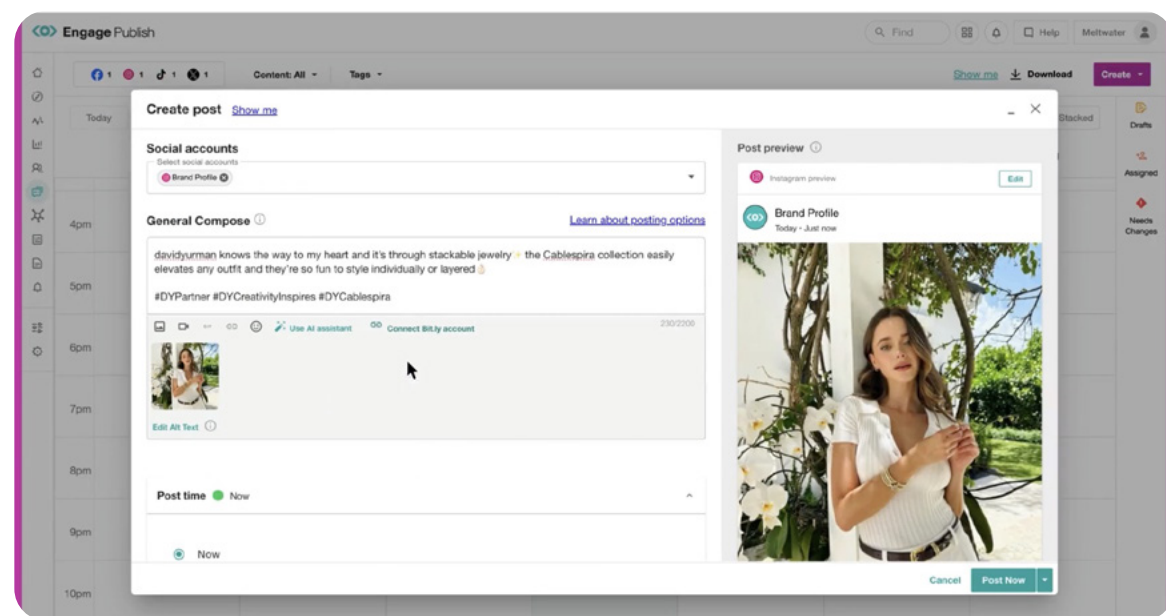 Engage Publish
Find
Help
Meltwater
1 1 1 1
Content: All
Tags
Show me
Download
Create
Today
Stacked
Drafts
Assigned
Needs
Changes
4pm
5pm
6pm
7pm
8pm
9pm
10pm
Create post Show me
Social accounts
Select social accounts
Brand Profile
General Compose
Learn about posting options
davidyurman knows the way to my heart and it's through stackable jewelry✨ the Cablespira collection easily
elevates any outfit and they're so fun to style individually or layered👌🏻
#DYPartner #DYCreativityInspires #DYCablespira
Use AI assistant
Connect Bit.ly account
230/2200
Edit Alt Text
Post time Now
Now
Post preview
Instagram preview
Edit
Brand Profile
Today - Just now
Cancel
Post Now